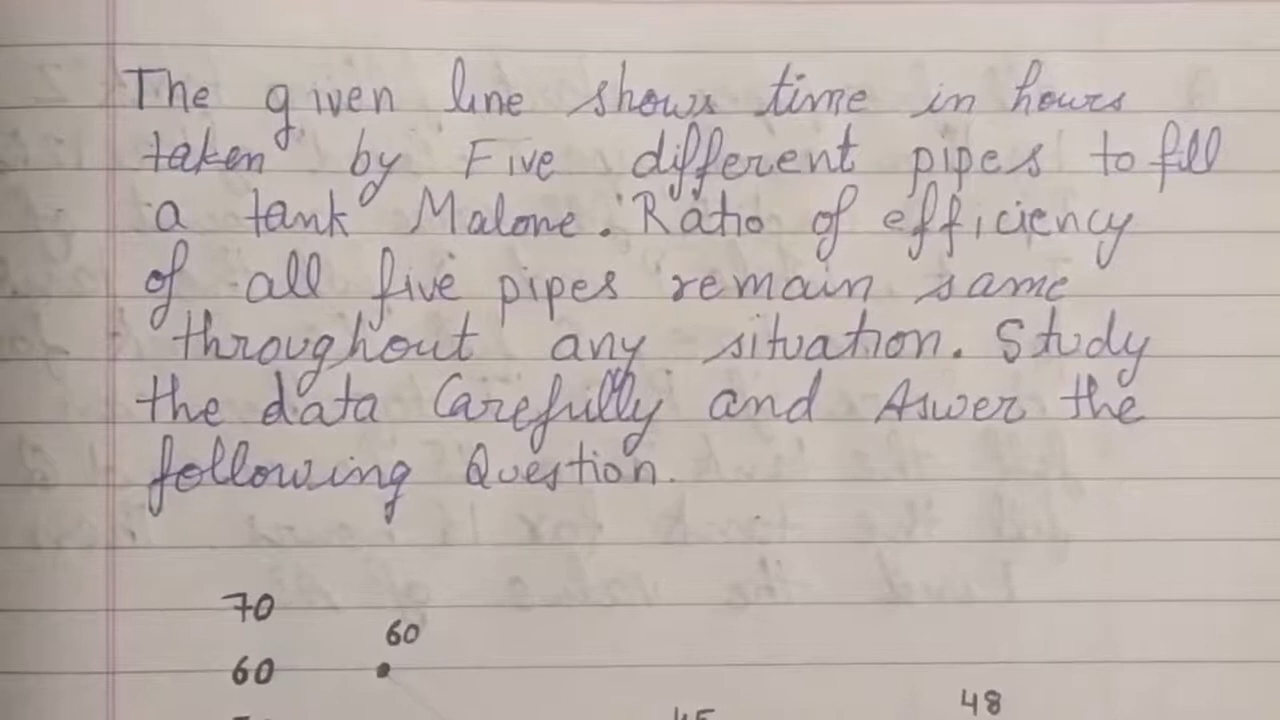 The given line shows time in hours
taken by Five different pipes to fill
a tank Malone. Ratio of efficiency
of all five pipes remain same
throughout any situation. Study
the data Carefully and Aswer the
following Question.
70
60
60
48
45